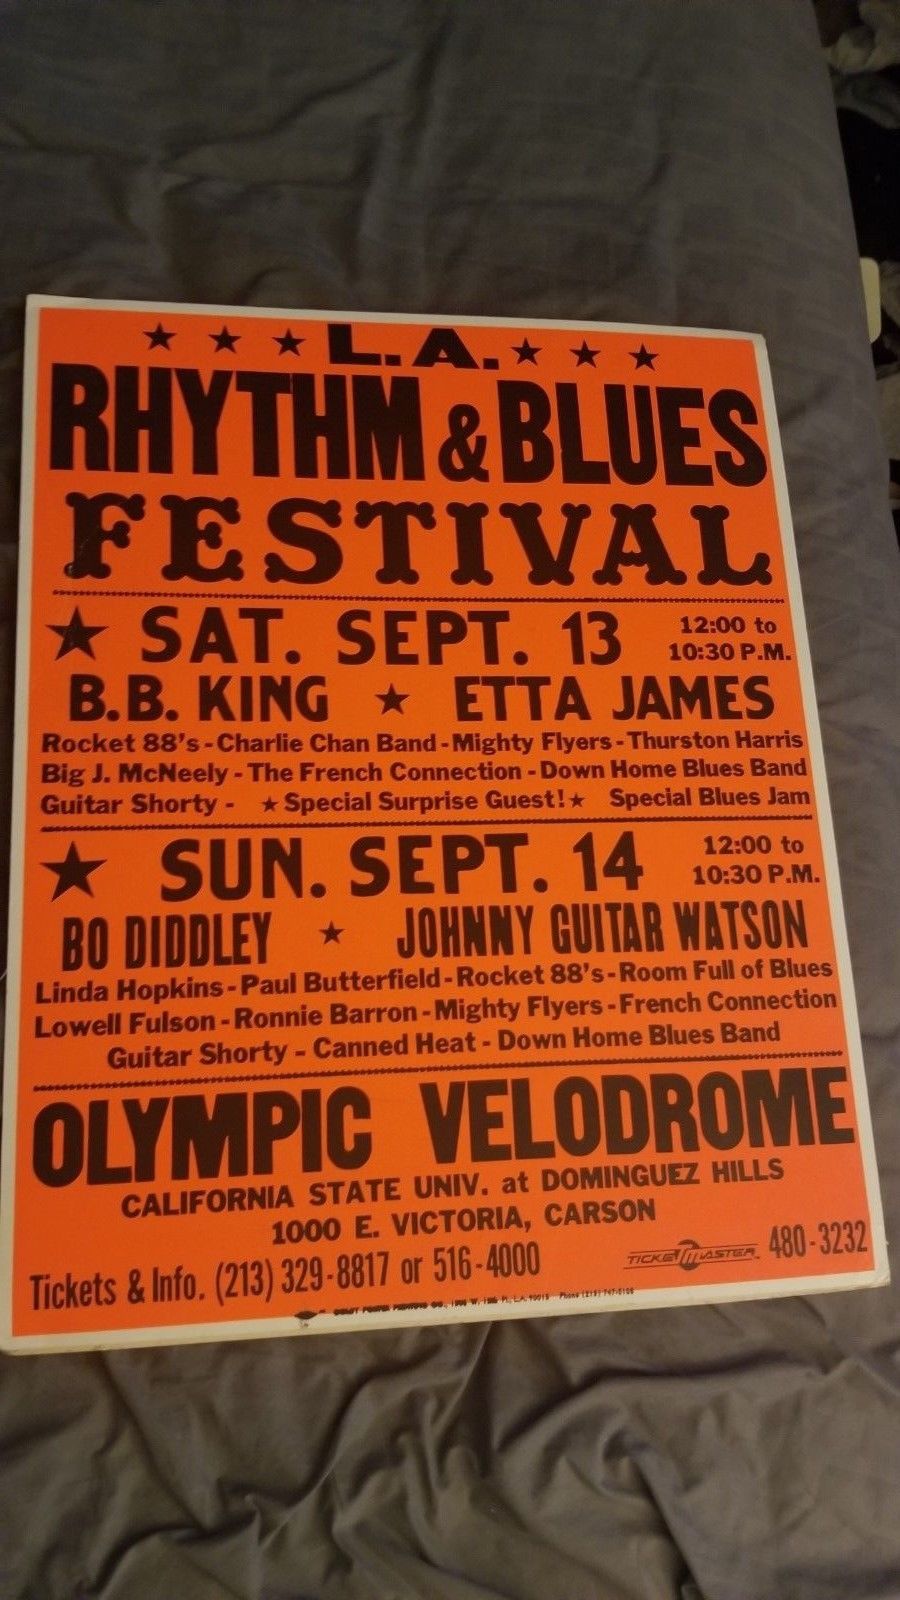 ★ ★ ★ L.A. ★ ★ ★
RHYTHM & BLUES
FESTIVAL
★ SAT. SEPT. 13 12:00 to
10:30 P.M.
B.B. KING ★ ETTA JAMES
Rocket 88's - Charlie Chan Band - Mighty Flyers - Thurston Harris
Big J. McNeely - The French Connection - Down Home Blues Band
Guitar Shorty - ★ Special Surprise Guest! ★ Special Blues Jam
★ SUN. SEPT. 14 12:00 to
10:30 P.M.
BO DIDDLEY ★ JOHNNY GUITAR WATSON
Linda Hopkins - Paul Butterfield - Rocket 88's - Room Full of Blues
Lowell Fulson - Ronnie Barron - Mighty Flyers - French Connection
Guitar Shorty - Canned Heat - Down Home Blues Band
OLYMPIC VELODROME
CALIFORNIA STATE UNIV. at DOMINGUEZ HILLS
1000 E. VICTORIA, CARSON
Tickets & Info. (213) 329-8817 or 516-4000 TICKETMASTER 480-3232
L.A. 90015 Phone (213)